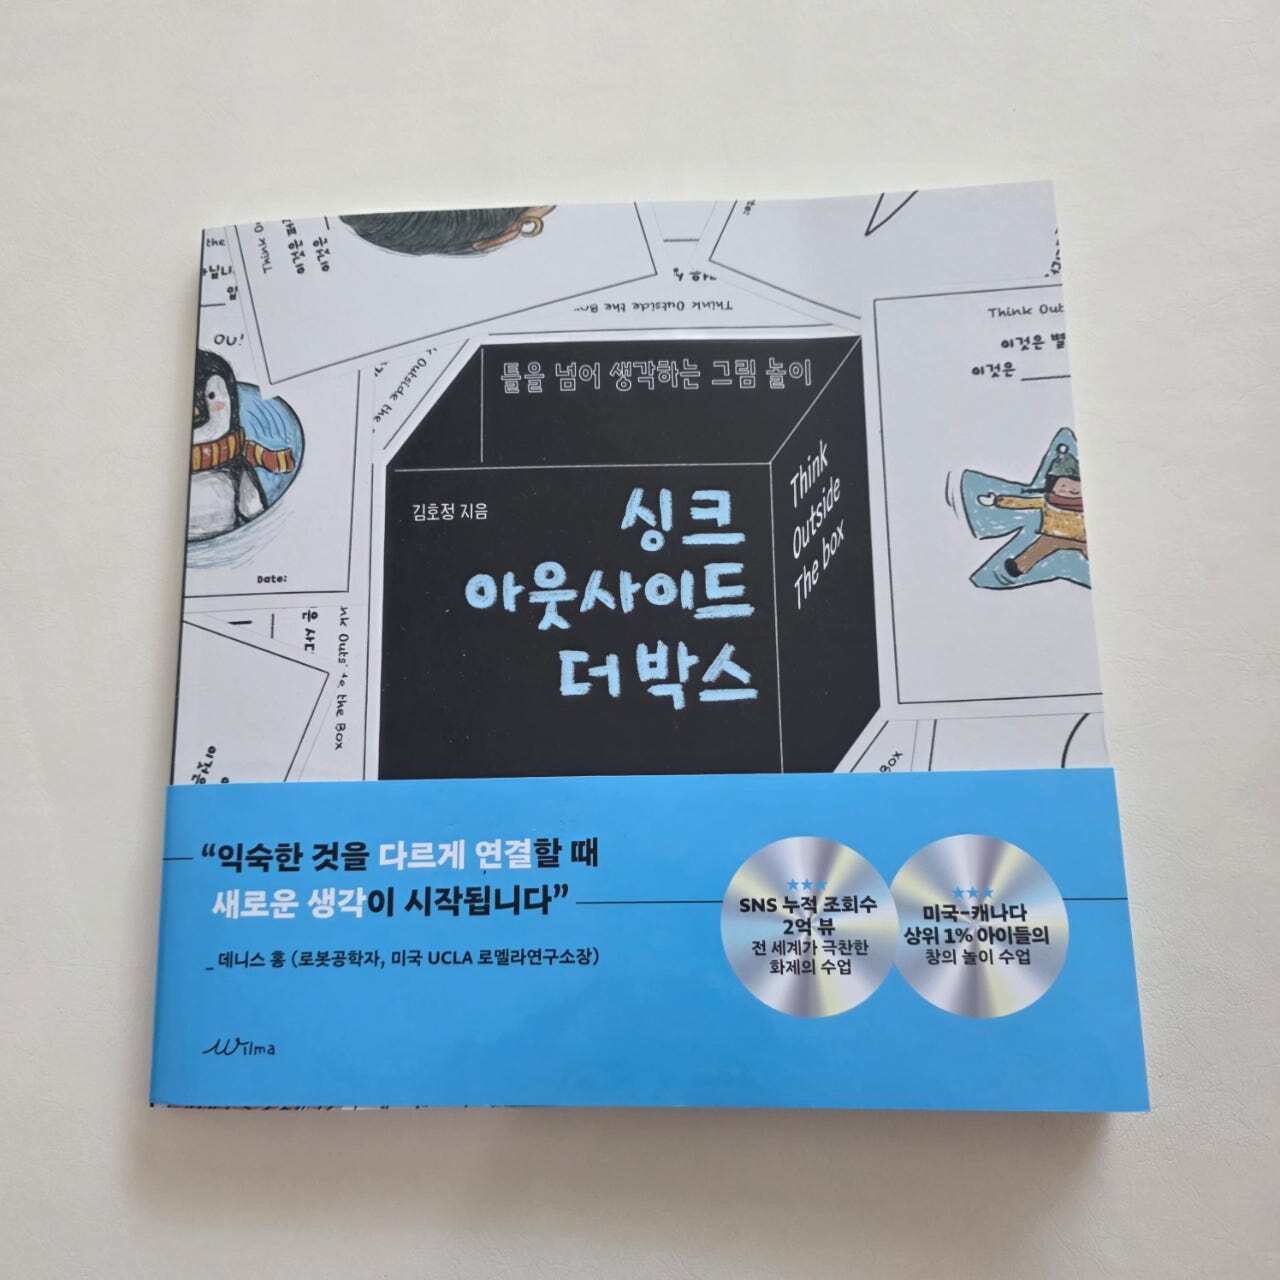 Think Outside the Bo
Think Out
이것은 별
이것은
틀을 넘어 생각하는 그림 놀이
Think
Outside
The box
김호정 지음
싱크
아웃사이드
더 박스
Date:
“익숙한 것을 다르게 연결할 때
새로운 생각이 시작됩니다”
_ 데니스 홍 (로봇공학자, 미국 UCLA 로멜라연구소장)
★★★
SNS 누적 조회수
2억 뷰
전 세계가 극찬한
화제의 수업
★★★
미국-캐나다
상위 1% 아이들의
창의 놀이 수업
Wilma